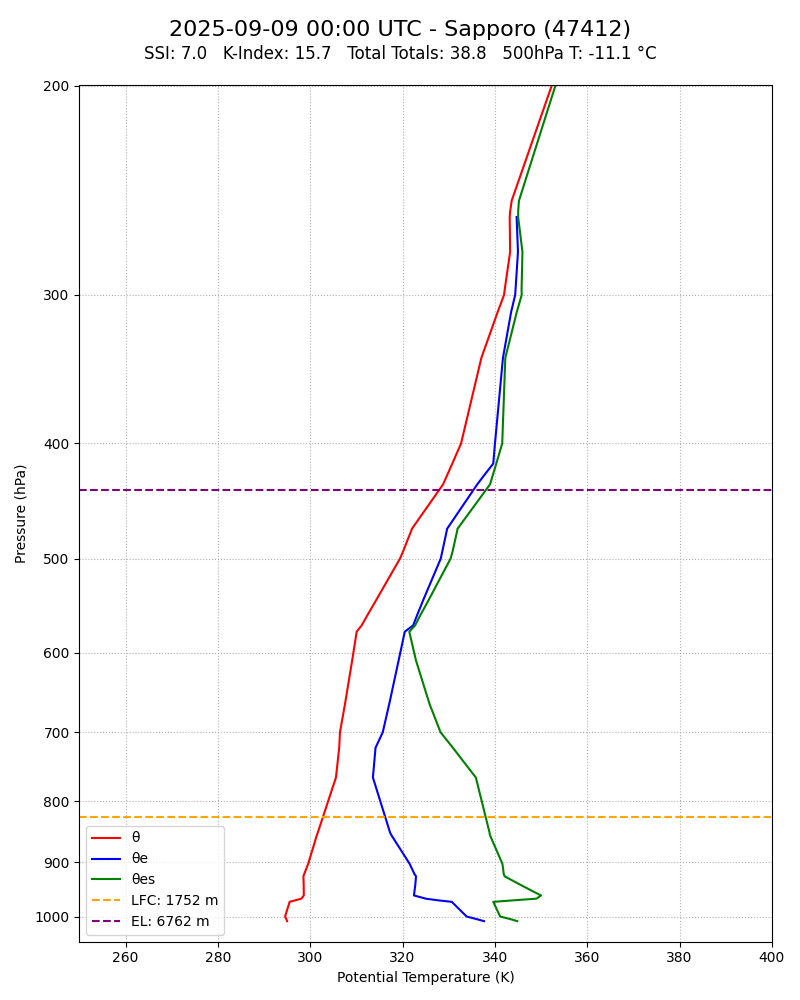 2025-09-09 00:00 UTC - Sapporo (47412)
SSI: 7.0   K-Index: 15.7   Total Totals: 38.8   500hPa T: -11.1 °C
200
300
400
500
600
700
800
900
1000
Pressure (hPa)
θ
θe
θes
LFC: 1752 m
EL: 6762 m
260
280
300
320
340
360
380
400
Potential Temperature (K)